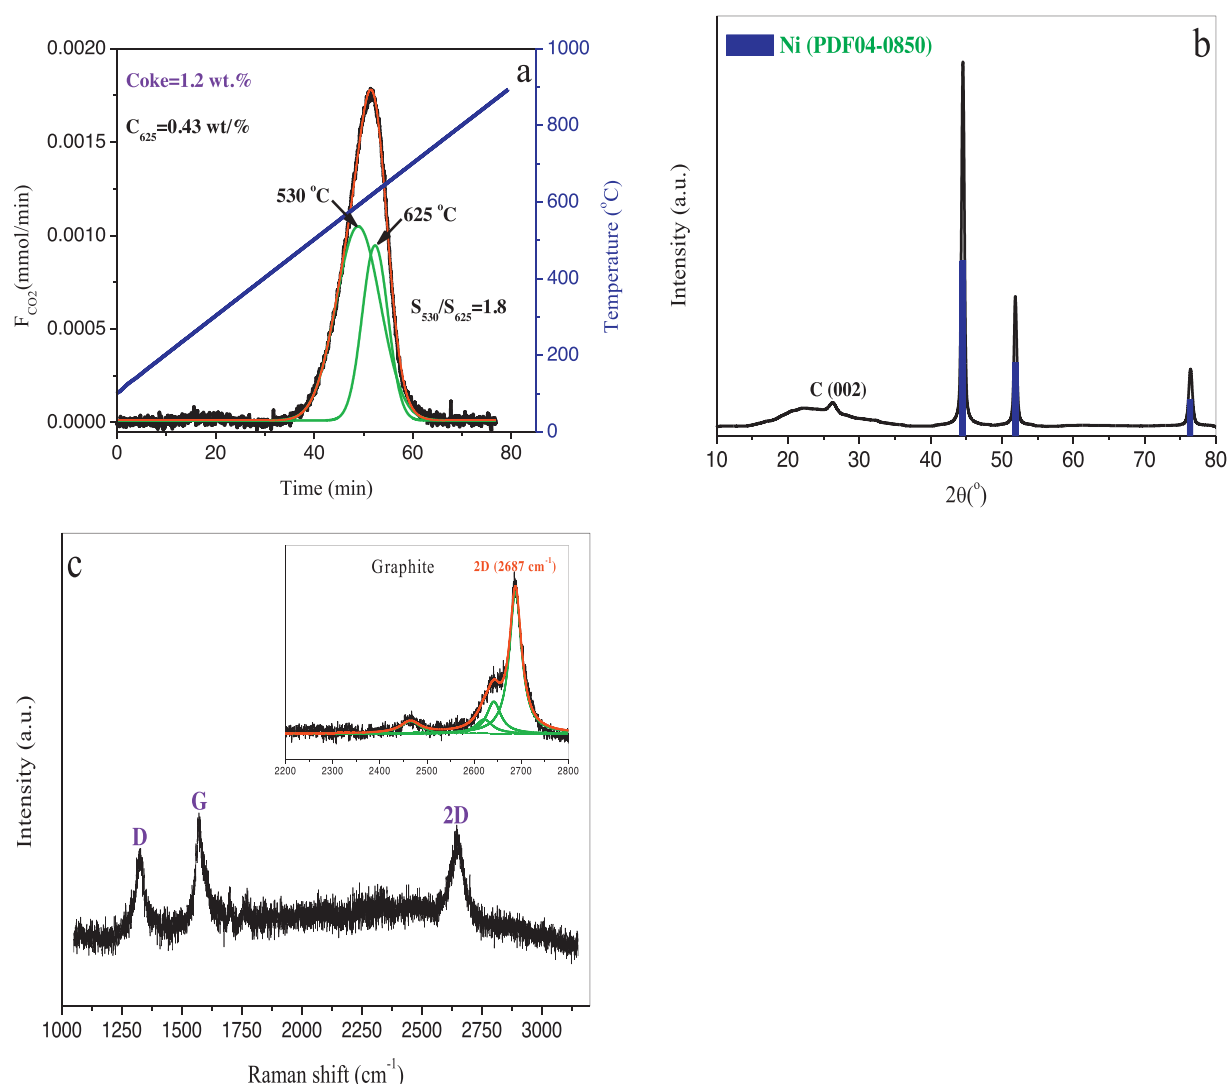 a
Coke=1.2 wt.%
C625=0.43 wt/%
530 °C
625 °C
S530/S625=1.8
0.0020
0.0015
0.0010
0.0005
0.0000
FCO2(mmol/min)
1000
800
600
400
200
0
Temperature (°C)
0 20 40 60 80
Time (min)
b
Ni (PDF04-0850)
C (002)
Intensity (a.u.)
10 20 30 40 50 60 70 80
2θ(°)
c
Graphite
2D (2687 cm-1)
2200 2300 2400 2500 2600 2700 2800
D
G
2D
Intensity (a.u.)
1000 1250 1500 1750 2000 2250 2500 2750 3000
Raman shift (cm-1)